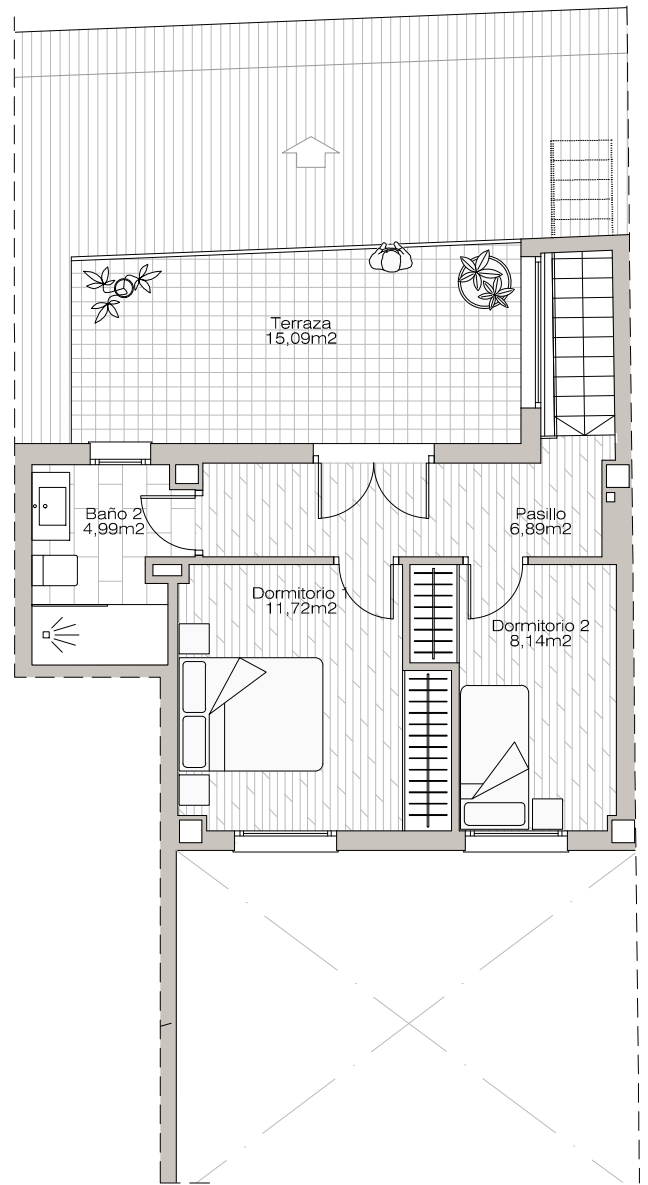 Terraza
15,09m2
Baño 2
4,99m2
Pasillo
6,89m2
Dormitorio 1
11,72m2
Dormitorio 2
8,14m2